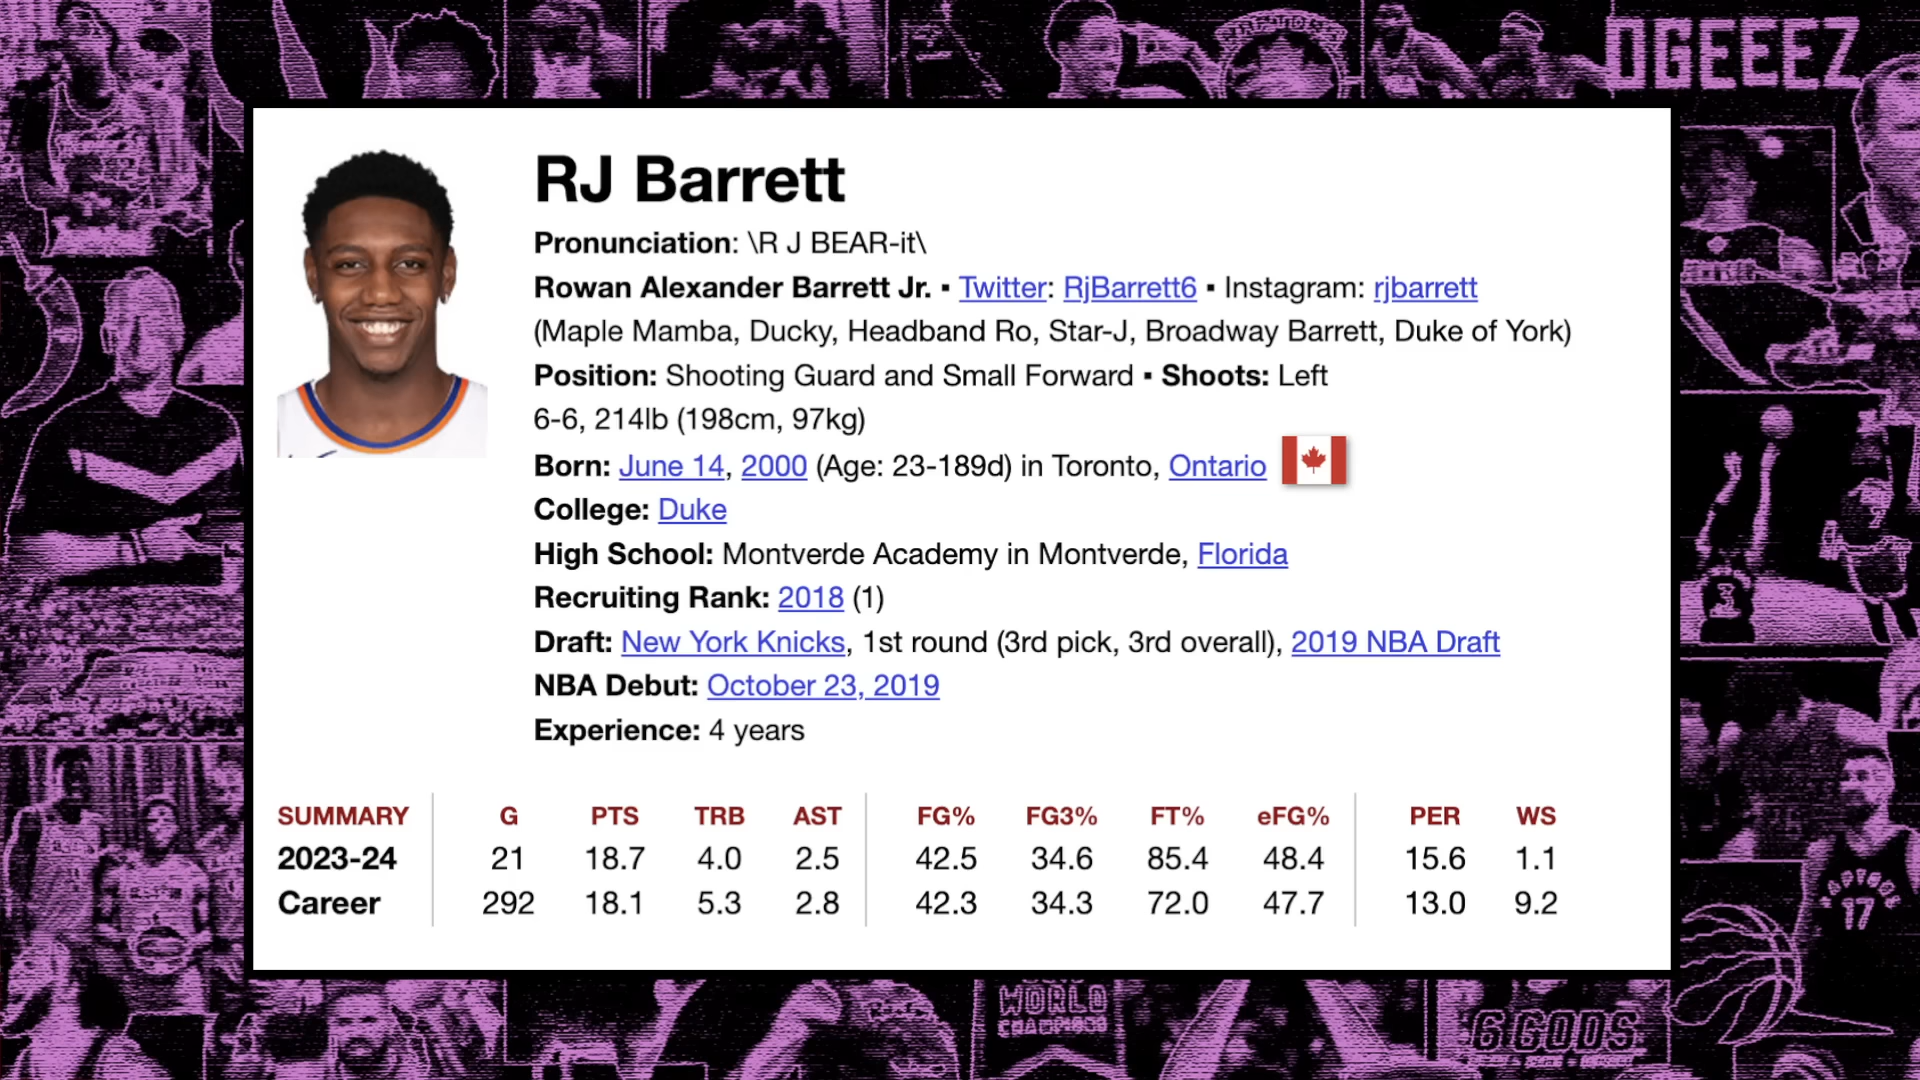 OGEEEZ
RJ Barrett
Pronunciation: \R J BEAR-it\
Rowan Alexander Barrett Jr. ▪ Twitter: RjBarrett6 ▪ Instagram: rjbarrett
(Maple Mamba, Ducky, Headband Ro, Star-J, Broadway Barrett, Duke of York)
Position: Shooting Guard and Small Forward ▪ Shoots: Left
6-6, 214lb (198cm, 97kg)
Born: June 14, 2000 (Age: 23-189d) in Toronto, Ontario
College: Duke
High School: Montverde Academy in Montverde, Florida
Recruiting Rank: 2018 (1)
Draft: New York Knicks, 1st round (3rd pick, 3rd overall), 2019 NBA Draft
NBA Debut: October 23, 2019
Experience: 4 years
SUMMARY G PTS TRB AST FG% FG3% FT% eFG% PER WS
2023-24 21 18.7 4.0 2.5 42.5 34.6 85.4 48.4 15.6 1.1
Career 292 18.1 5.3 2.8 42.3 34.3 72.0 47.7 13.0 9.2
3
17
WORLD
CHAMPIONS
6GODS